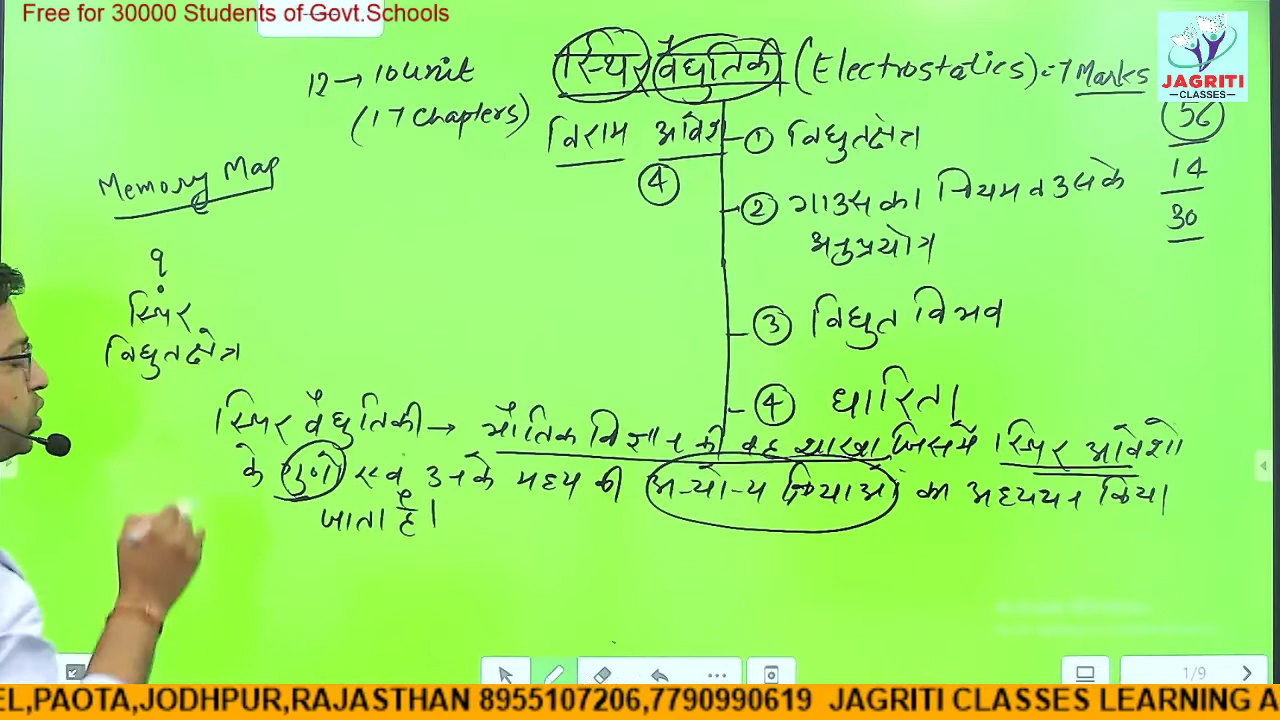 Free for 30000 Students of Govt.Schools
JAGRITI
CLASSES
12 → 10 unit
(17 Chapters)
स्थिर वैद्युतिकी (Electrostatics) = 7 Marks
विराम आवेश
④
56
14
30
① विद्युतक्षेत्र
② गाउस का नियम व उसके
अनुप्रयोग
③ विद्युत विभव
④ धारिता
Memory Map
q
स्थिर
विद्युतक्षेत्र
स्थिर वैद्युतिकी → भौतिक विज्ञान की वह शाखा जिसमें स्थिर आवेशो
के गुणो एवं उनके मध्य की अन्योन्य क्रियाओं का अध्ययन किया
जाता है।
1/9
EL,PAOTA,JODHPUR,RAJASTHAN 8955107206,7790990619 JAGRITI CLASSES LEARNING A